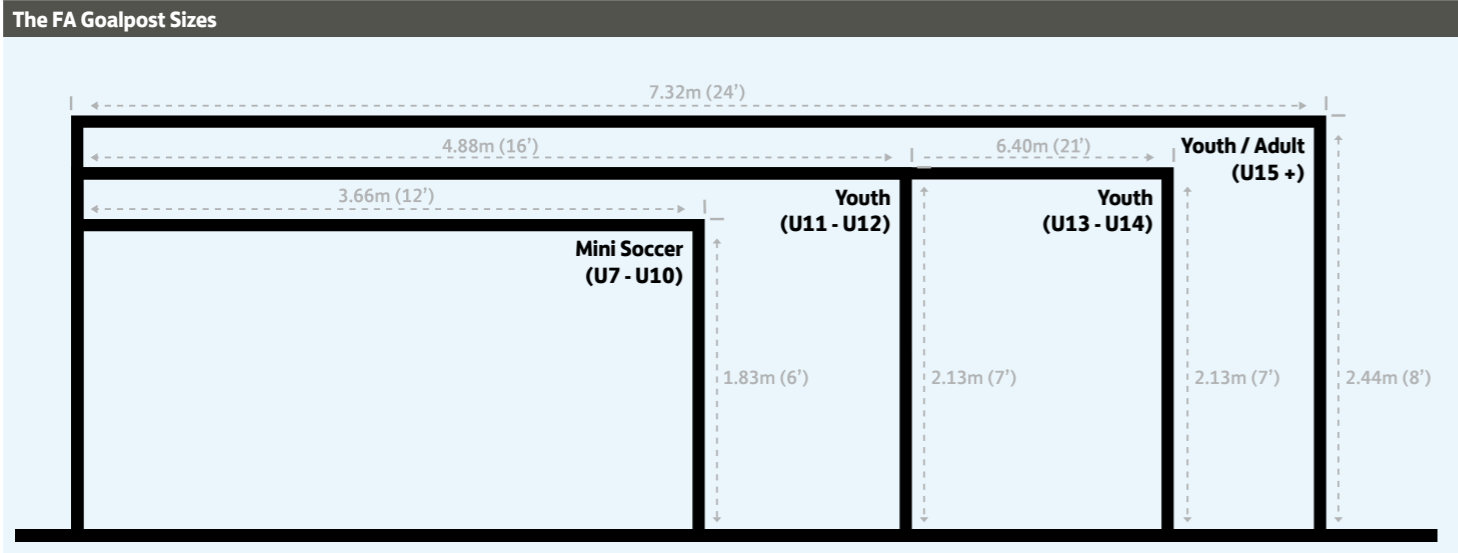 The FA Goalpost Sizes
7.32m (24’)
4.88m (16’)
6.40m (21’)
Youth / Adult
(U15 +)
3.66m (12’)
Youth
(U11 - U12)
Youth
(U13 - U14)
Mini Soccer
(U7 - U10)
1.83m (6’)
2.13m (7’)
2.13m (7’)
2.44m (8’)